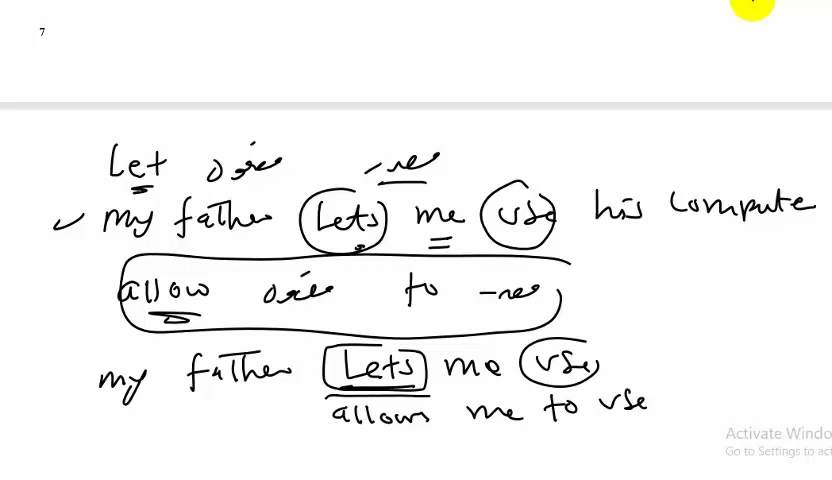 7
Let مفعول مصدر
my father Lets me use his compute
allow مفعول to مصدر
my father Lets me use
allows me to use
Activate Windo
Go to Settings to act